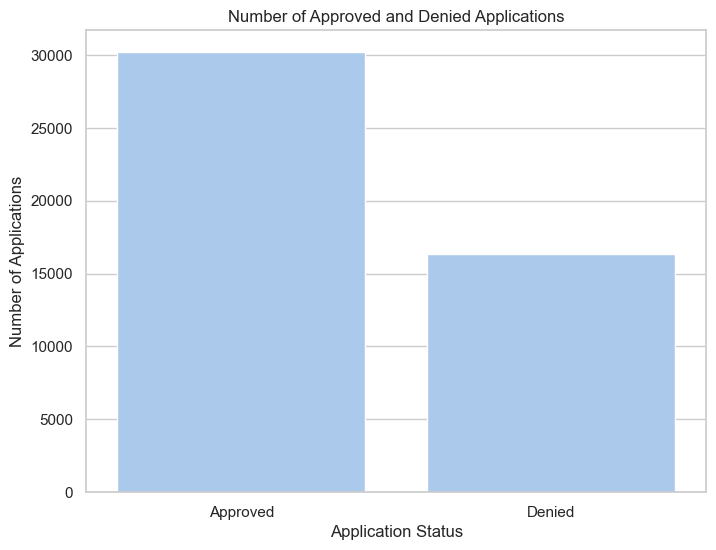 Number of Approved and Denied Applications
Number of Applications
30000
25000
20000
15000
10000
5000
0
Approved Denied
Application Status